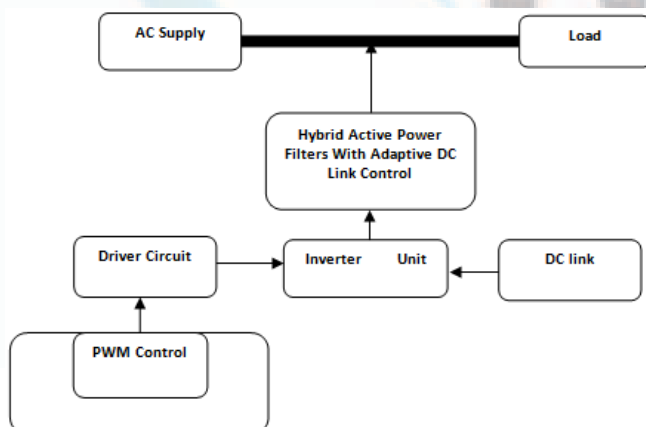 AC Supply
Load
Hybrid Active Power
Filters With Adaptive DC
Link Control
Driver Circuit
Inverter Unit
DC link
PWM Control